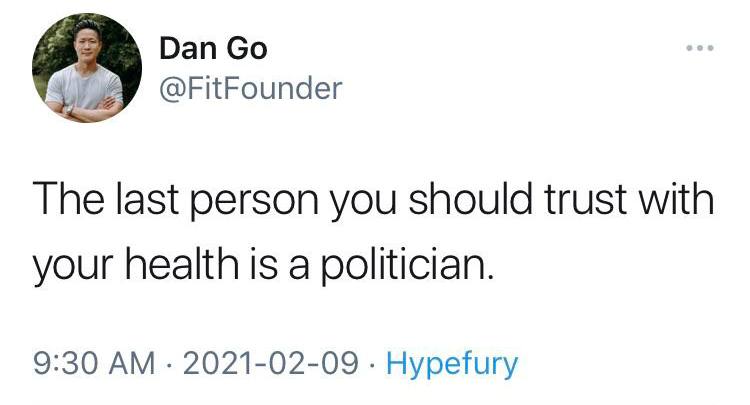 Dan Go
@FitFounder
The last person you should trust with
your health is a politician.
9:30 AM · 2021-02-09 · Hypefury